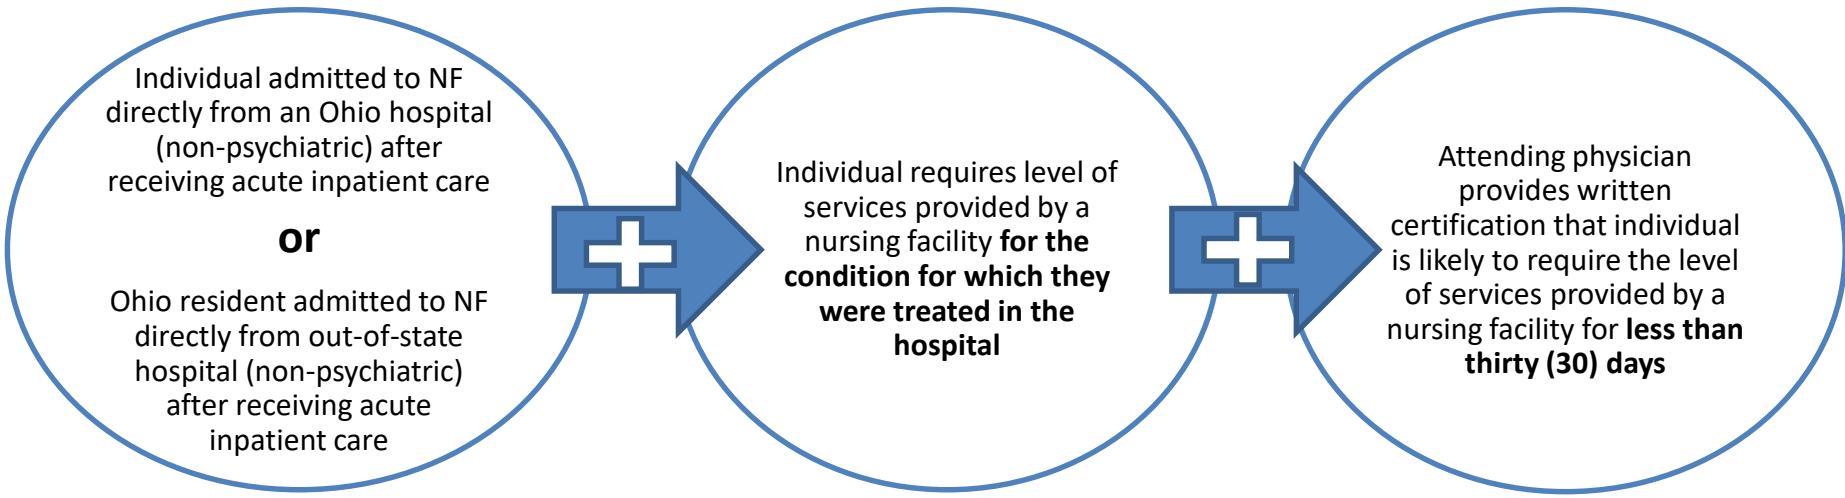 Individual admitted to NF
directly from an Ohio hospital
(non-psychiatric) after
receiving acute inpatient care
or
Ohio resident admitted to NF
directly from out-of-state
hospital (non-psychiatric)
after receiving acute
inpatient care
Individual requires level of
services provided by a
nursing facility for the
condition for which they
were treated in the
hospital
Attending physician
provides written
certification that individual
is likely to require the level
of services provided by a
nursing facility for less than
thirty (30) days